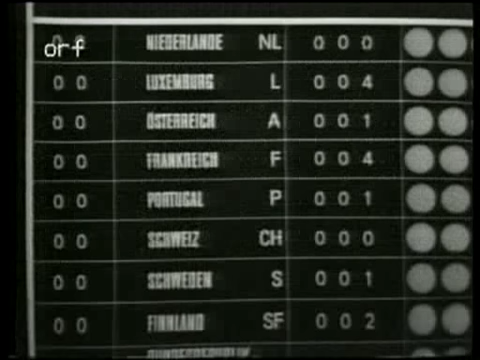 orf
NIEDERLANDE NL 0 0 0
0 0 LUXEMBURG L 0 0 4
0 0 ÖSTERREICH A 0 0 1
0 0 FRANKREICH F 0 0 4
0 0 PORTUGAL P 0 0 1
0 0 SCHWEIZ CH 0 0 0
0 0 SCHWEDEN S 0 0 1
0 0 FINNLAND SF 0 0 2